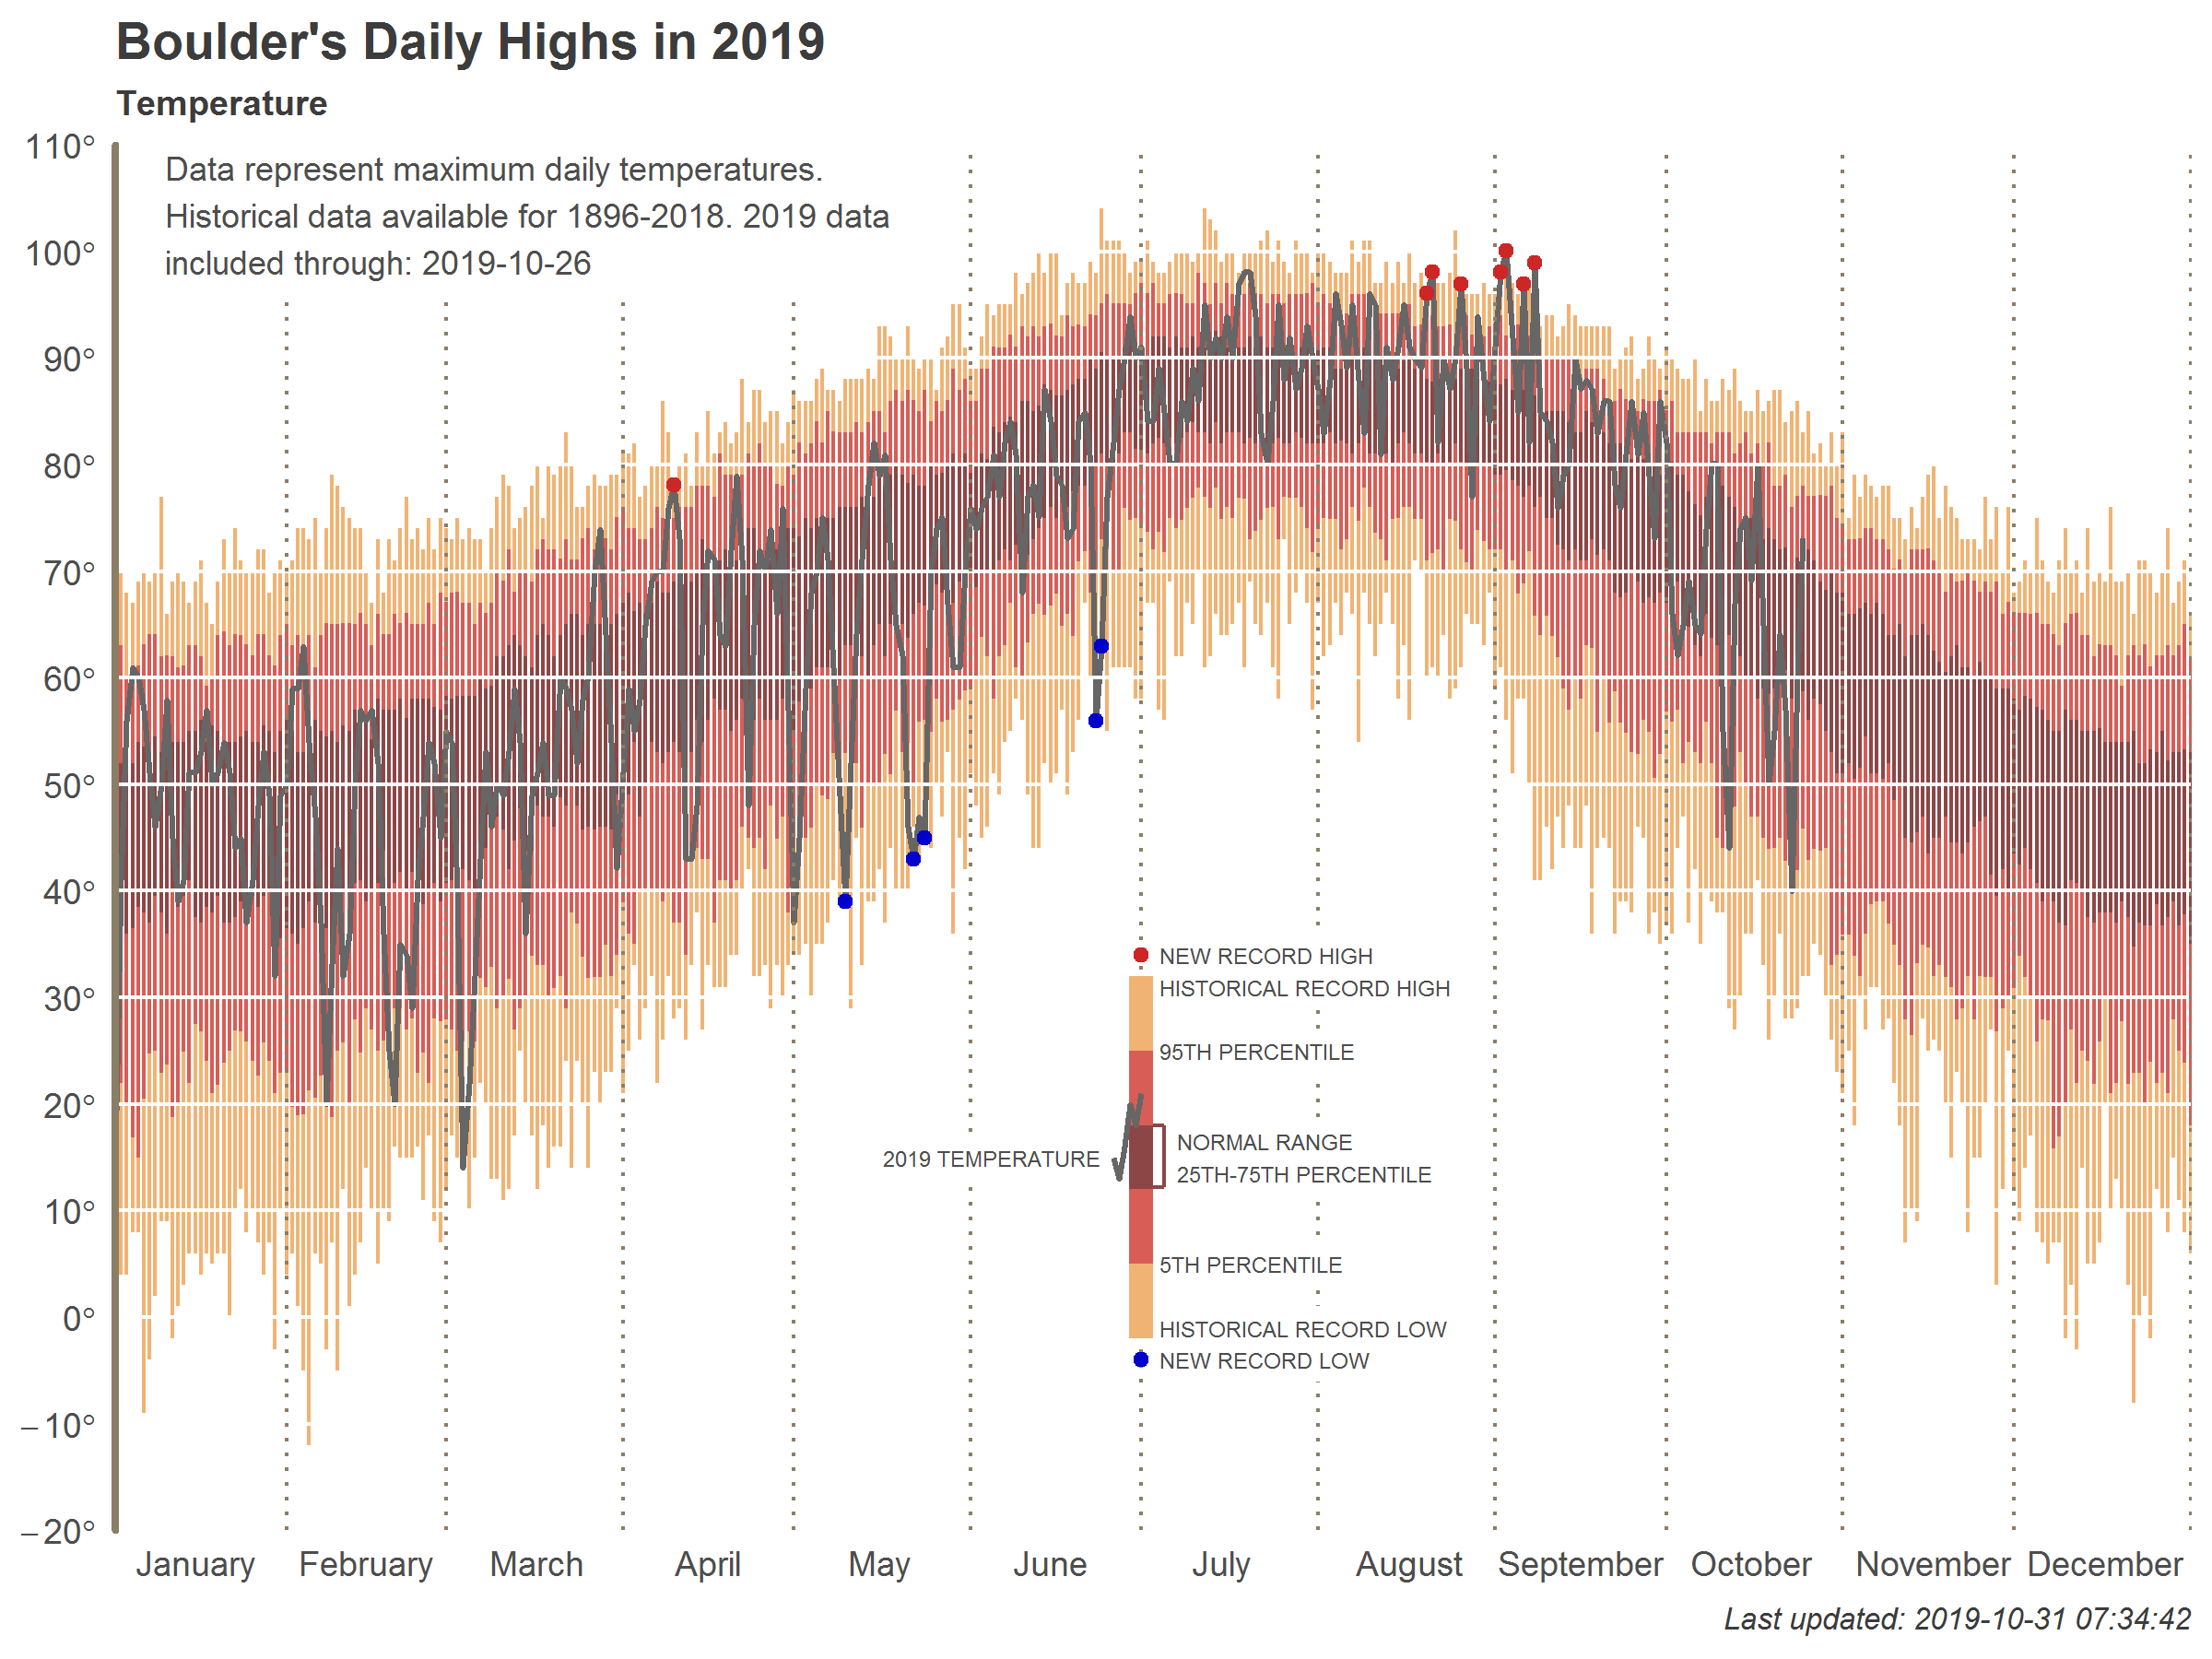 Boulder's Daily Highs in 2019
Temperature
110°
100°
90°
80°
70°
60°
50°
40°
30°
20°
10°
0°
−10°
−20°
Data represent maximum daily temperatures.
Historical data available for 1896-2018. 2019 data
included through: 2019-10-26
NEW RECORD HIGH
HISTORICAL RECORD HIGH
95TH PERCENTILE
2019 TEMPERATURE
NORMAL RANGE
25TH-75TH PERCENTILE
5TH PERCENTILE
HISTORICAL RECORD LOW
NEW RECORD LOW
January February March April May June July August September October November December
Last updated: 2019-10-31 07:34:42